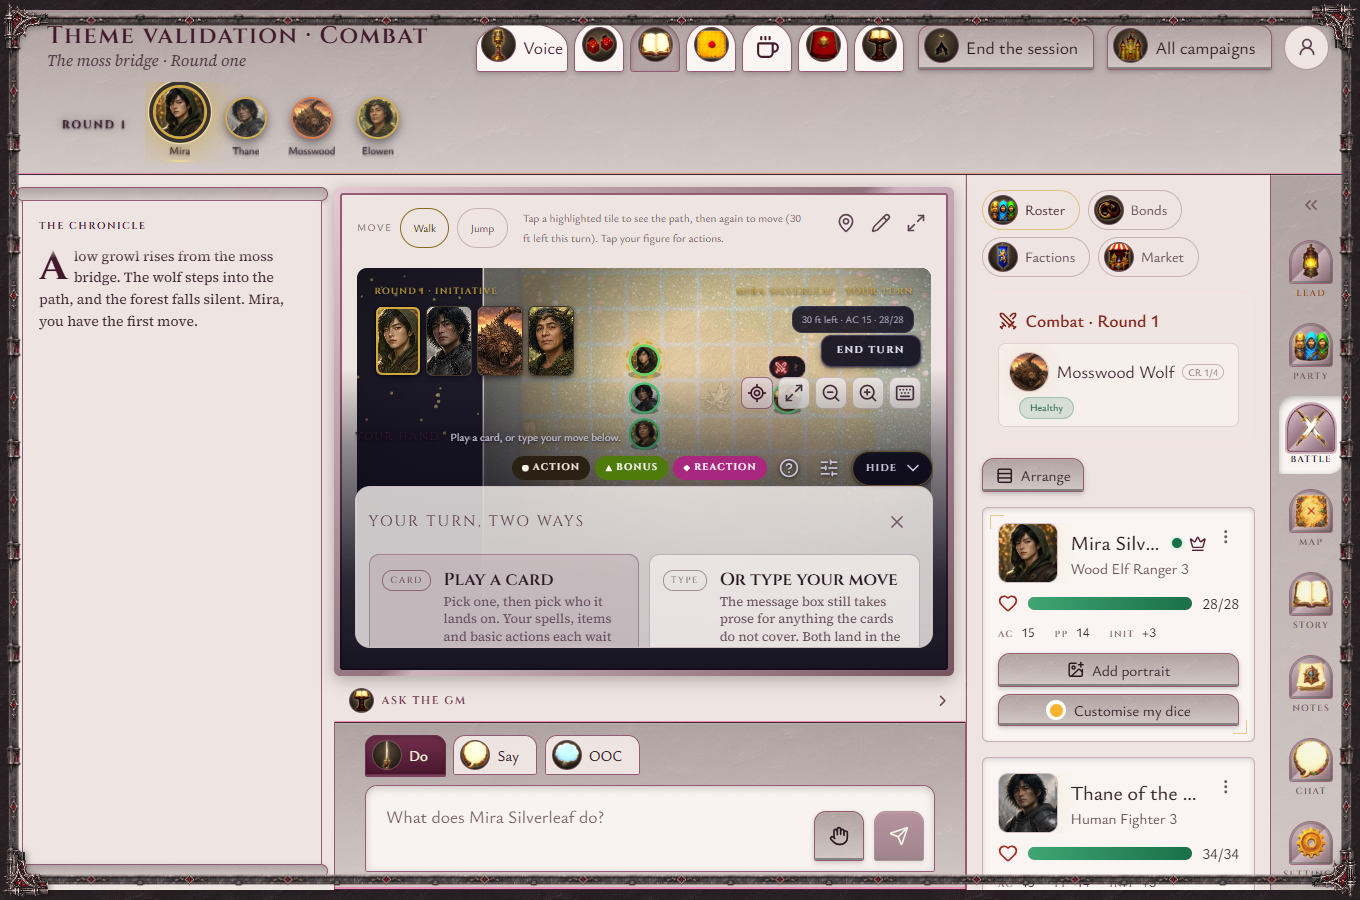 Theme validation · Combat
The moss bridge · Round one
Voice
End the session
All campaigns
ROUND 1
Mira
Thane
Mosswood
Elowen
THE CHRONICLE
A low growl rises from the moss
bridge. The wolf steps into the
path, and the forest falls silent. Mira,
you have the first move.
MOVE
Walk
Jump
Tap a highlighted tile to see the path, then again to move (30
ft left this turn). Tap your figure for actions.
ROUND 1 · INITIATIVE
MIRA SILVERLEAF · YOUR TURN
30 ft left · AC 15 · 28/28
END TURN
YOUR HAND
Play a card, or type your move below.
ACTION
BONUS
REACTION
HIDE
YOUR TURN, TWO WAYS
CARD
Play a card
Pick one, then pick who it
lands on. Your spells, items
and basic actions each wait
TYPE
Or type your move
The message box still takes
prose for anything the cards
do not cover. Both land in the
ASK THE GM
Do
Say
OOC
What does Mira Silverleaf do?
Roster
Bonds
Factions
Market
Combat · Round 1
Mosswood Wolf
CR 1/4
Healthy
Arrange
Mira Silv...
Wood Elf Ranger 3
28/28
AC 15 PP 14 INIT +3
Add portrait
Customise my dice
Thane of the ...
Human Fighter 3
34/34
LEAD
PARTY
BATTLE
MAP
STORY
NOTES
CHAT